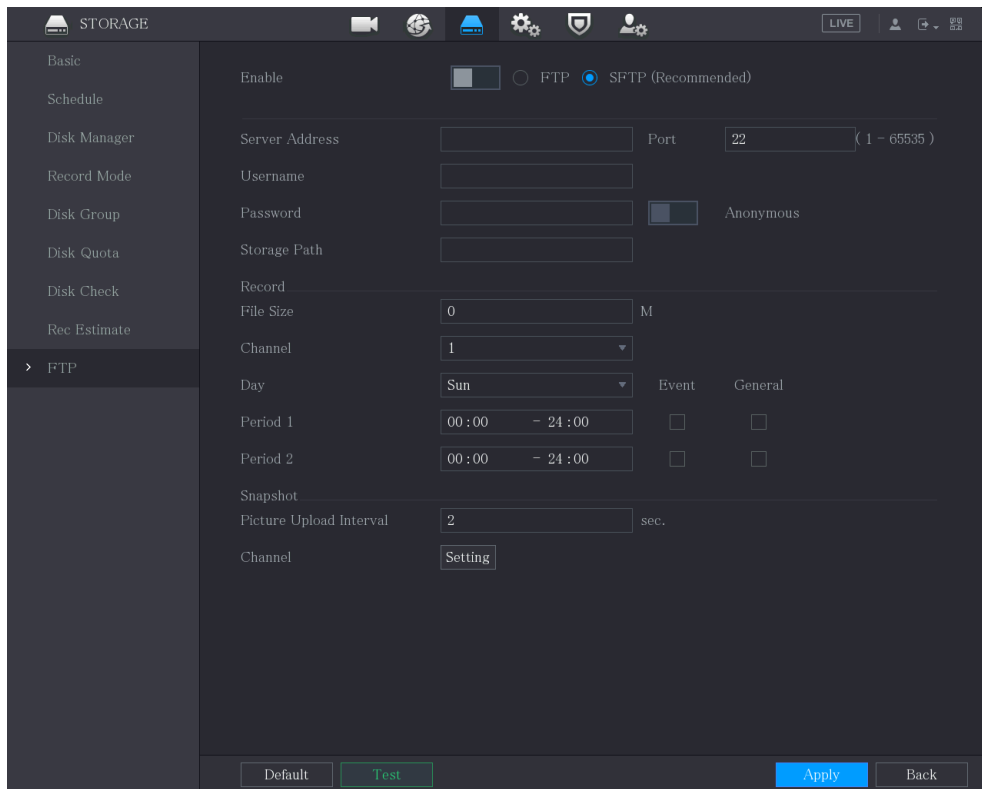 STORAGE LIVE
Basic
Schedule
Disk Manager
Record Mode
Disk Group
Disk Quota
Disk Check
Rec Estimate
FTP
Enable FTP SFTP (Recommended)
Server Address Port 22 ( 1 - 65535 )
Username
Password Anonymous
Storage Path
Record
File Size 0 M
Channel 1
Day Sun Event General
Period 1 00:00 - 24:00
Period 2 00:00 - 24:00
Snapshot
Picture Upload Interval 2 sec.
Channel Setting
Default Test Apply Back